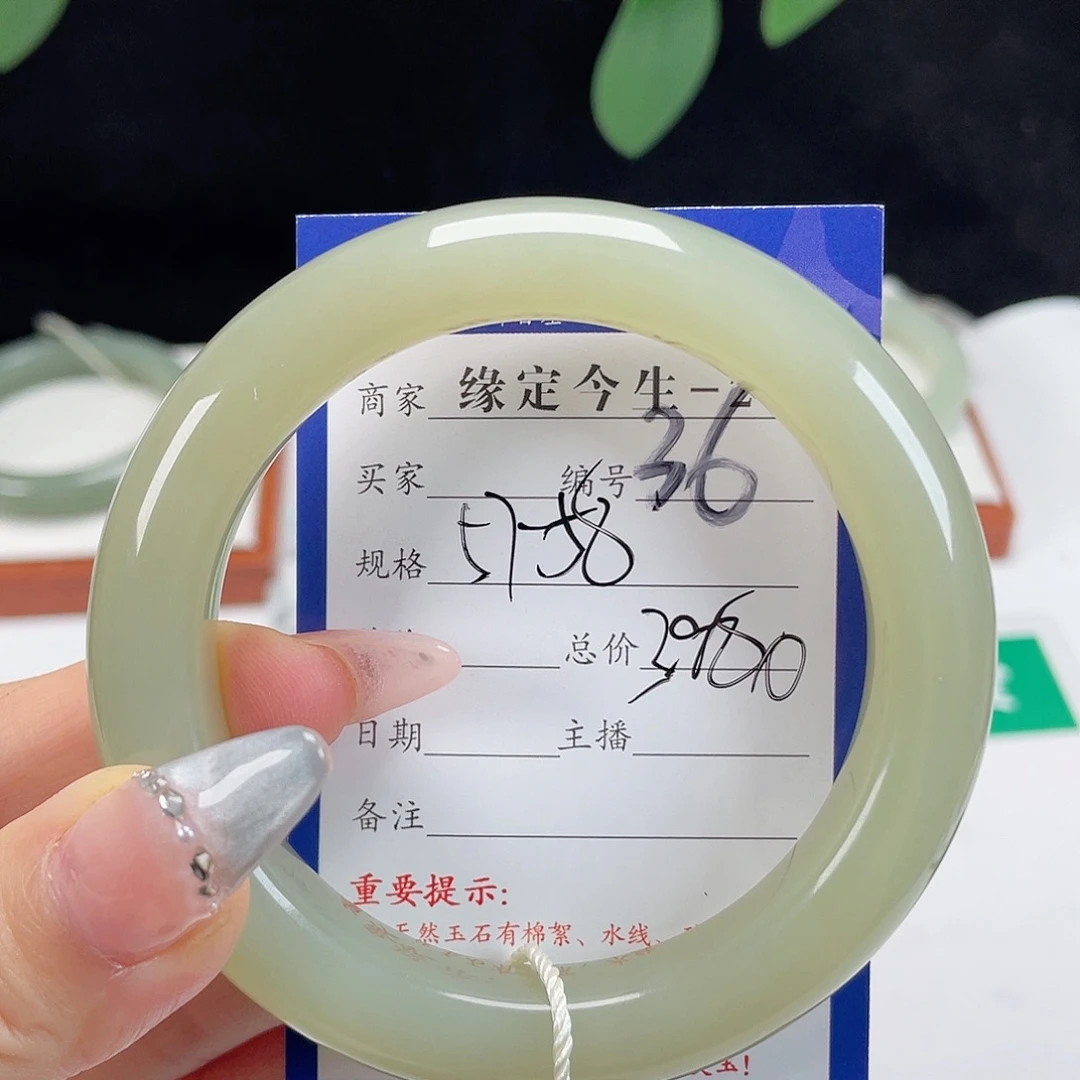 商家 缘定今生-2
买家 编号 36
规格 57-58
总价 3980
日期 主播
备注
重要提示:
天然玉石有棉絮、水线、
玉!